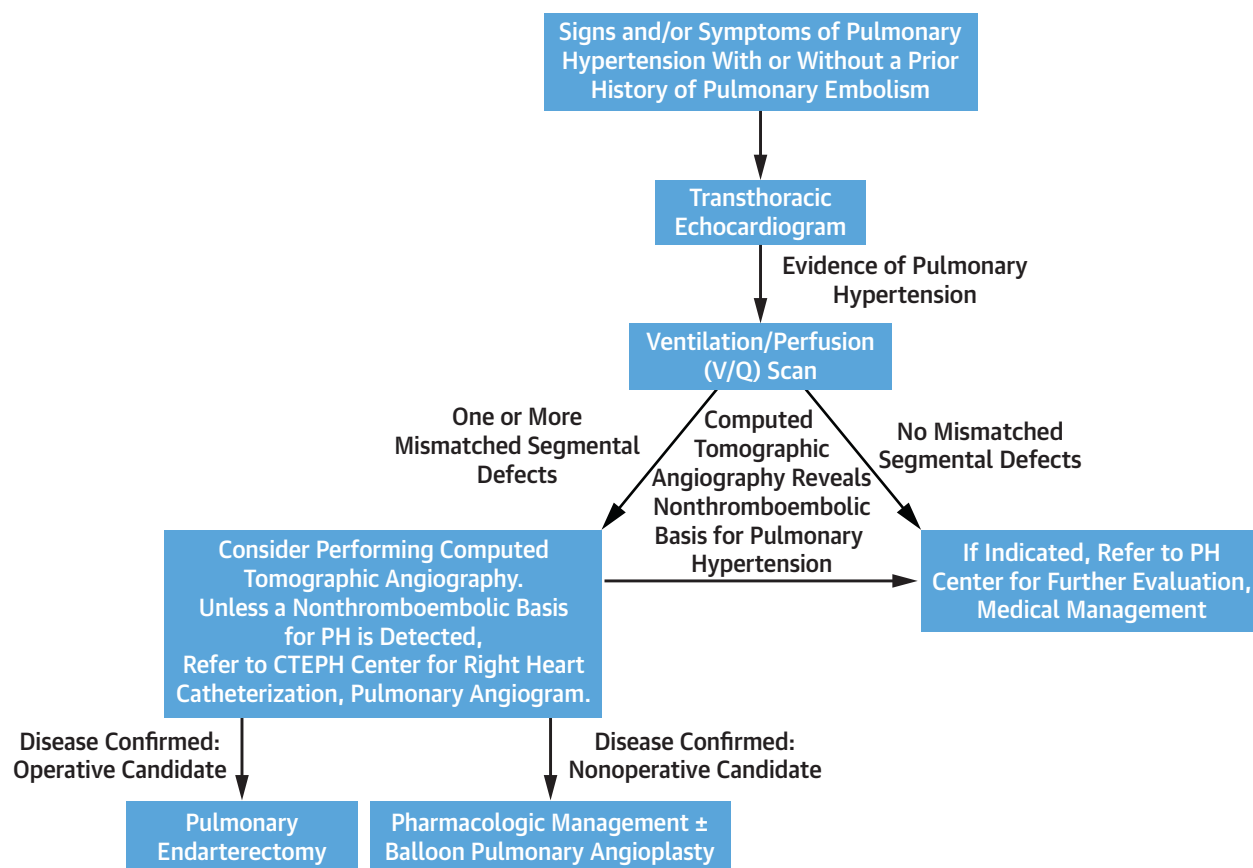 Signs and/or Symptoms of Pulmonary
Hypertension With or Without a Prior
History of Pulmonary Embolism
Transthoracic
Echocardiogram
Evidence of Pulmonary
Hypertension
Ventilation/Perfusion
(V/Q) Scan
One or More
Mismatched Segmental
Defects
Computed
Tomographic
Angiography Reveals
Nonthromboembolic
Basis for Pulmonary
Hypertension
No Mismatched
Segmental Defects
Consider Performing Computed
Tomographic Angiography.
Unless a Nonthromboembolic Basis
for PH is Detected,
Refer to CTEPH Center for Right Heart
Catheterization, Pulmonary Angiogram.
If Indicated, Refer to PH
Center for Further Evaluation,
Medical Management
Disease Confirmed:
Operative Candidate
Disease Confirmed:
Nonoperative Candidate
Pulmonary
Endarterectomy
Pharmacologic Management ±
Balloon Pulmonary Angioplasty